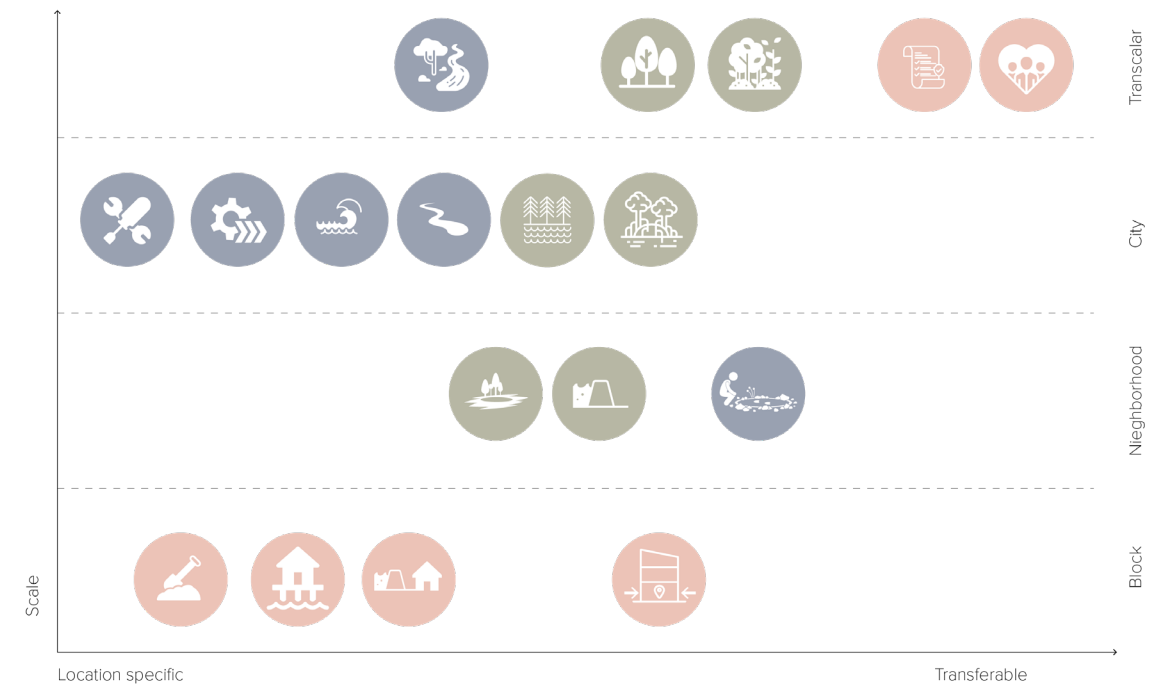 Transcalar
City
Nieghborhood
Block
Scale
Location specific
Transferable